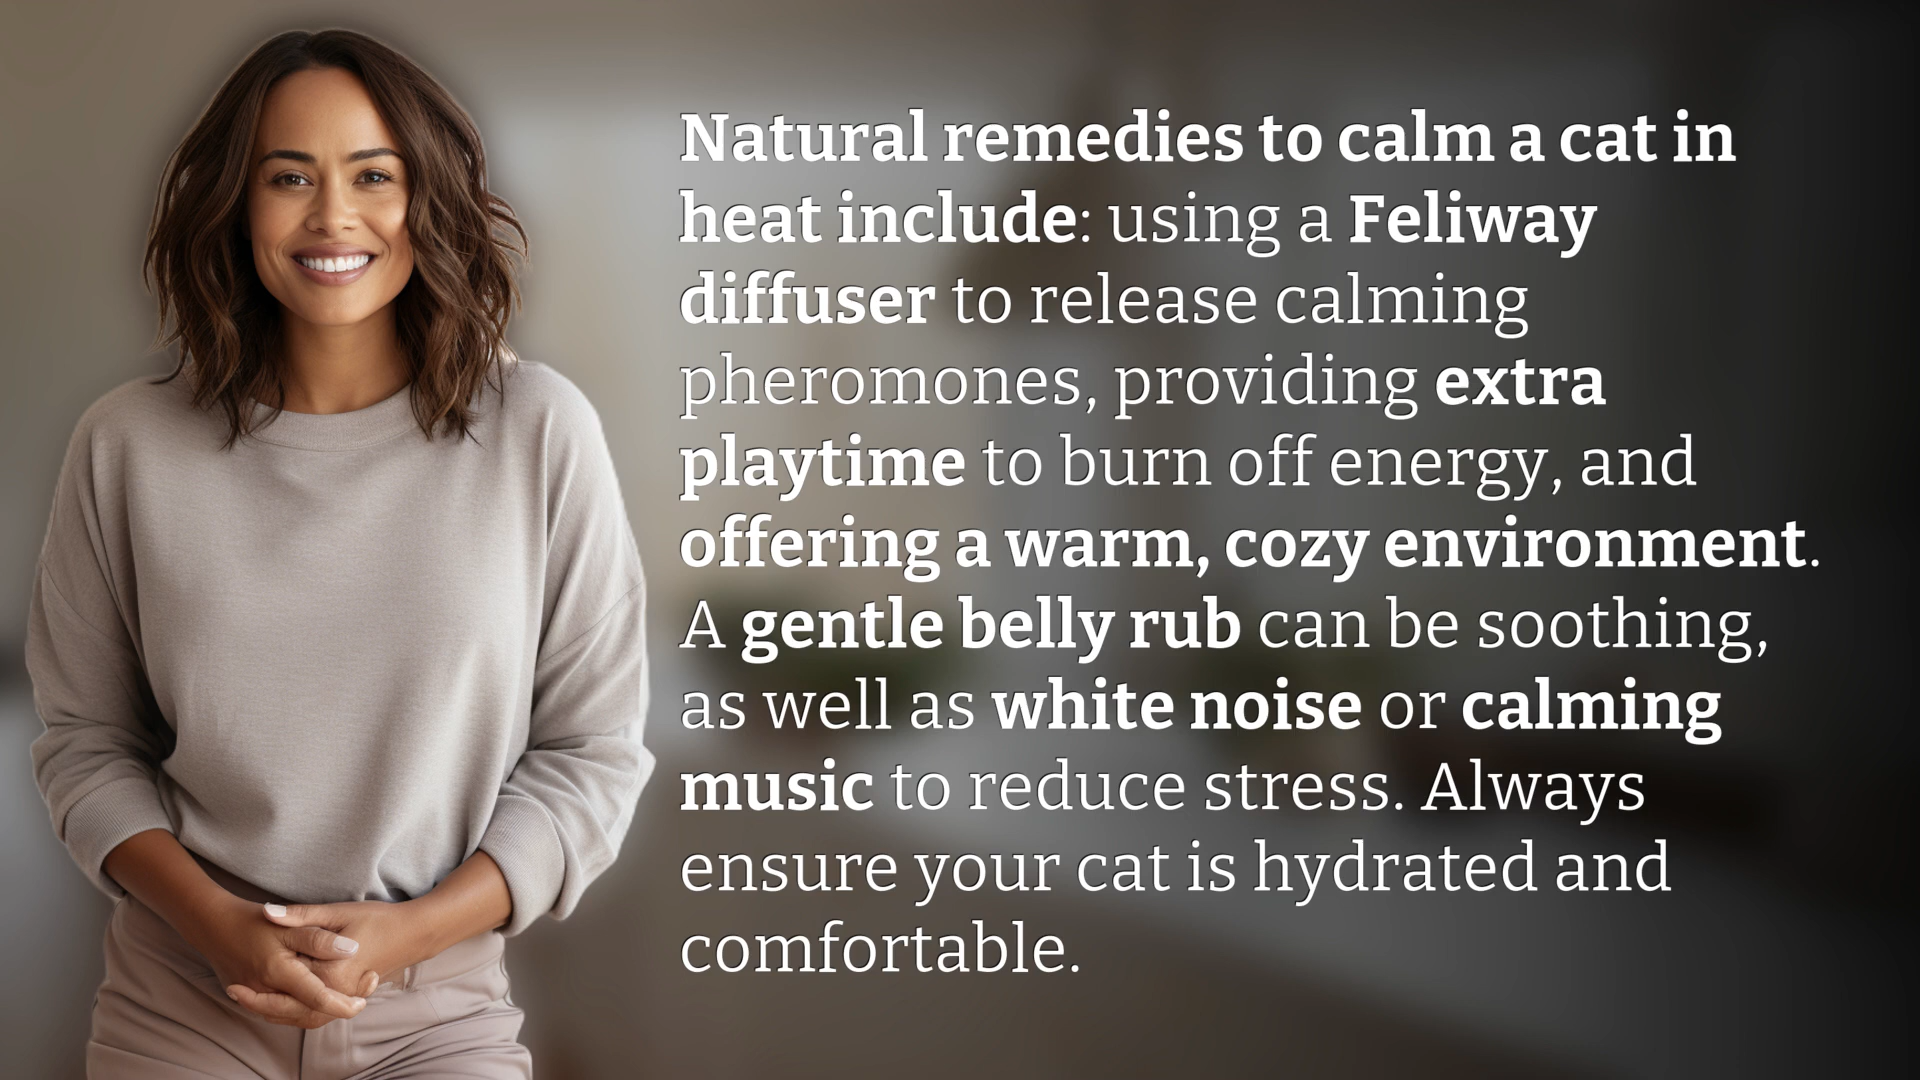 Natural remedies to calm a cat in
heat include: using a Feliway
diffuser to release calming
pheromones, providing extra
playtime to burn off energy, and
offering a warm, cozy environment.
A gentle belly rub can be soothing,
as well as white noise or calming
music to reduce stress. Always
ensure your cat is hydrated and
comfortable.